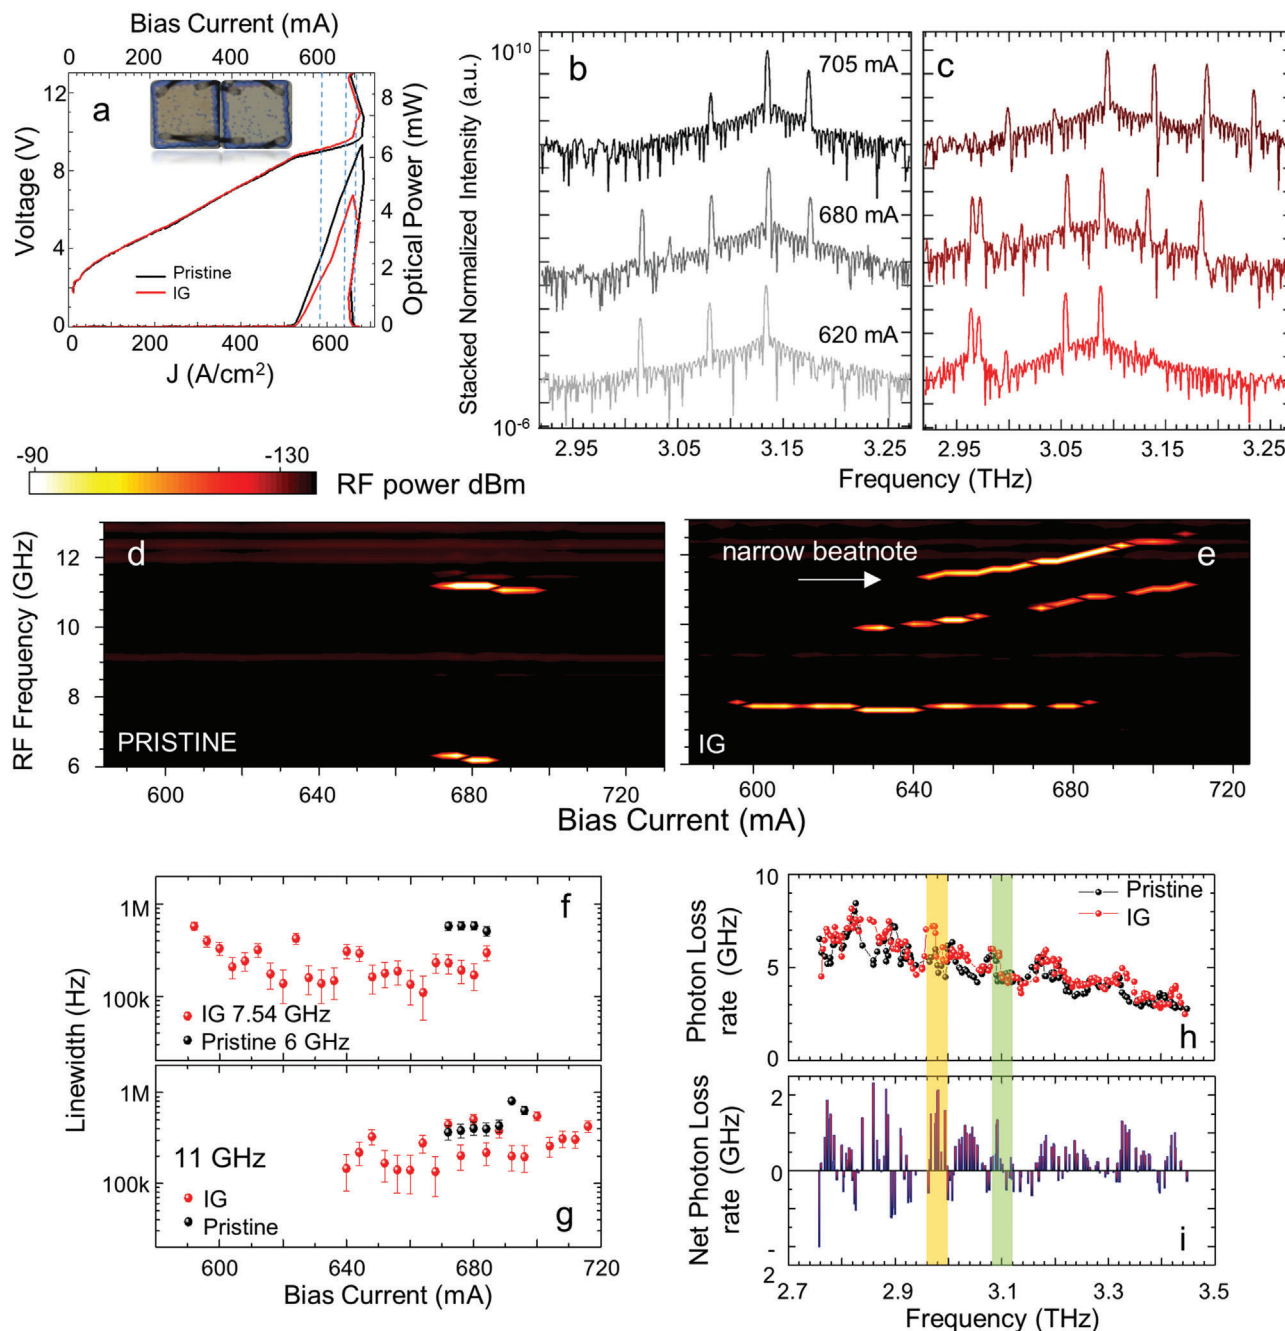 Bias Current (mA)
0 200 400 600
a
12
8
4
0
Voltage (V)
8
6
4
2
0
Optical Power (mW)
Pristine
IG
0 200 400 600
J (A/cm²)
b
c
10¹⁰
10⁻⁶
Stacked Normalized Intensity (a.u.)
705 mA
680 mA
620 mA
2.95 3.05 3.15 3.25
2.95 3.05 3.15 3.25
Frequency (THz)
-90 -130
RF power dBm
d
12
10
8
6
RF Frequency (GHz)
PRISTINE
600 640 680 720
narrow beatnote
e
IG
600 640 680 720
Bias Current (mA)
f
1M
100k
IG 7.54 GHz
Pristine 6 GHz
Linewidth (Hz)
1M
100k
11 GHz
IG
Pristine
g
600 640 680 720
Bias Current (mA)
10
5
0
Photon Loss
rate (GHz)
Pristine
IG
h
2
1
0
-
2
Net Photon Loss
rate (GHz)
i
2.7 2.9 3.1 3.3 3.5
Frequency (THz)